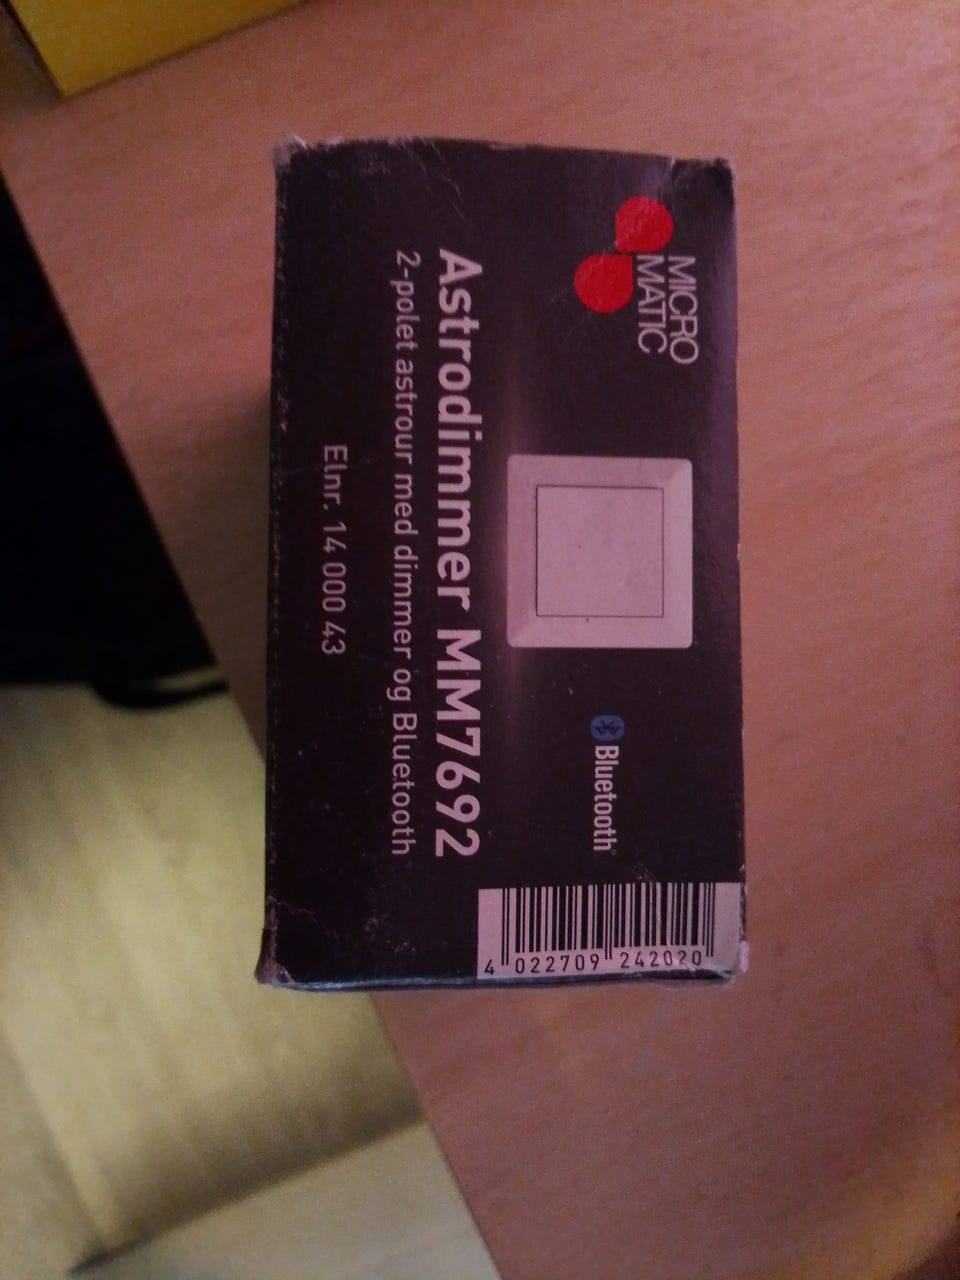 MICRO
MATIC
Bluetooth
Astrodimmer MM7692
2-polet astrour med dimmer og Bluetooth
Elnr. 14 000 43
4 022709 242020